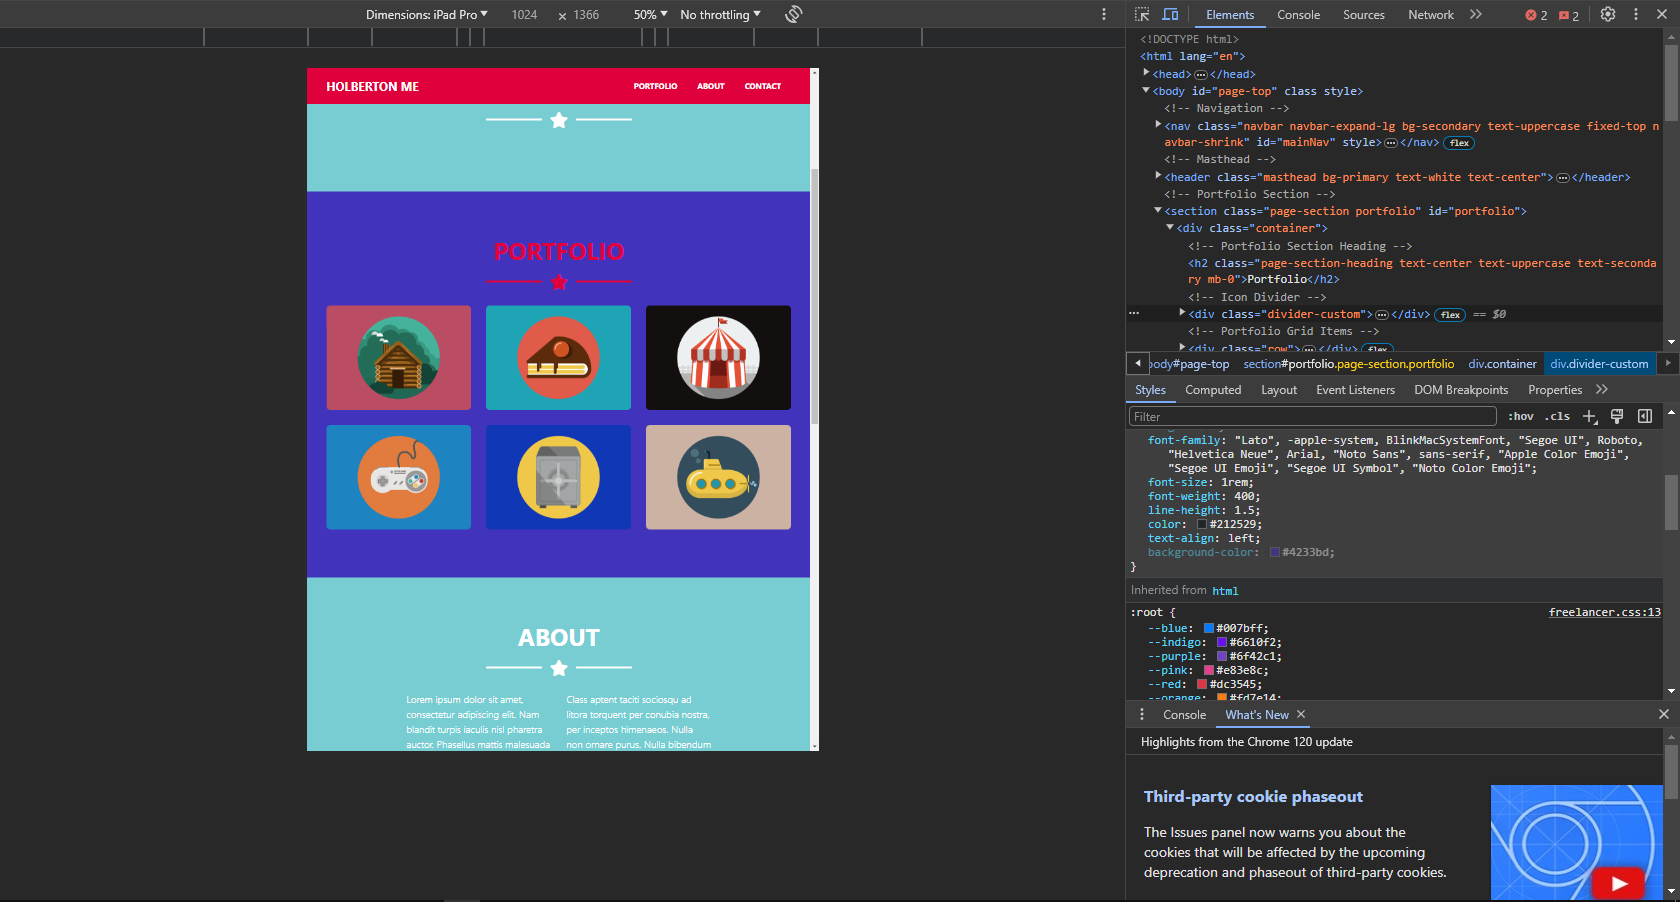 Dimensions: iPad Pro
1024 × 1366
50%
No throttling
HOLBERTON ME
PORTFOLIO ABOUT CONTACT
PORTFOLIO
ABOUT
Lorem ipsum dolor sit amet,
consectetur adipiscing elit. Nam
blandit turpis iaculis nisl pharetra
auctor. Phasellus mattis malesuada
Class aptent taciti sociosqu ad
litora torquent per conubia nostra,
per inceptos himenaeos. Nulla
non ornare purus. Nulla bibendum
Elements Console Sources Network 2 2
<!DOCTYPE html>
<html lang="en">
<head>…</head>
<body id="page-top" class style>
<!-- Navigation -->
<nav class="navbar navbar-expand-lg bg-secondary text-uppercase fixed-top n
avbar-shrink" id="mainNav" style>…</nav> flex
<!-- Masthead -->
<header class="masthead bg-primary text-white text-center">…</header>
<!-- Portfolio Section -->
<section class="page-section portfolio" id="portfolio">
<div class="container">
<!-- Portfolio Section Heading -->
<h2 class="page-section-heading text-center text-uppercase text-seconda
ry mb-0">Portfolio</h2>
<!-- Icon Divider -->
<div class="divider-custom">…</div> flex == $0
<!-- Portfolio Grid Items -->
<div class="row">…</div> flex
body#page-top section#portfolio.page-section.portfolio div.container div.divider-custom
Styles Computed Layout Event Listeners DOM Breakpoints Properties
Filter :hov .cls
font-family: "Lato", -apple-system, BlinkMacSystemFont, "Segoe UI", Roboto,
"Helvetica Neue", Arial, "Noto Sans", sans-serif, "Apple Color Emoji",
"Segoe UI Emoji", "Segoe UI Symbol", "Noto Color Emoji";
font-size: 1rem;
font-weight: 400;
line-height: 1.5;
color: #212529;
text-align: left;
background-color: #4233bd;
}
Inherited from html
:root { freelancer.css:13
--blue: #007bff;
--indigo: #6610f2;
--purple: #6f42c1;
--pink: #e83e8c;
--red: #dc3545;
--orange: #fd7e14;
Console What's New
Highlights from the Chrome 120 update
Third-party cookie phaseout
The Issues panel now warns you about the
cookies that will be affected by the upcoming
deprecation and phaseout of third-party cookies.